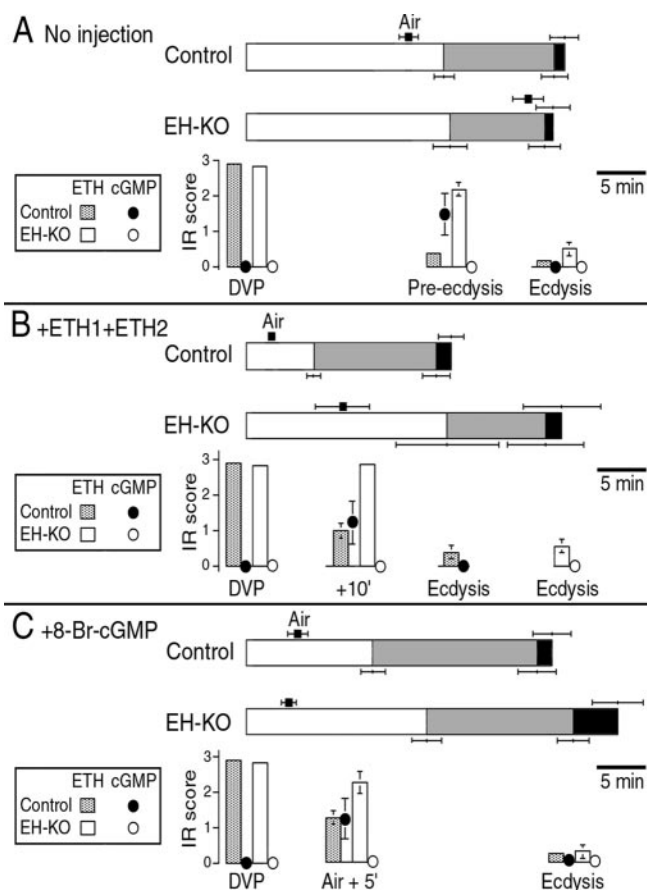 A No injection
Air
Control
EH-KO
5 min
ETH cGMP
Control
EH-KO
IR score
3
2
1
0
DVP Pre-ecdysis Ecdysis
B +ETH1+ETH2
Air
Control
EH-KO
5 min
ETH cGMP
Control
EH-KO
IR score
3
2
1
0
DVP +10' Ecdysis Ecdysis
C +8-Br-cGMP
Air
Control
EH-KO
5 min
ETH cGMP
Control
EH-KO
IR score
3
2
1
0
DVP Air + 5' Ecdysis